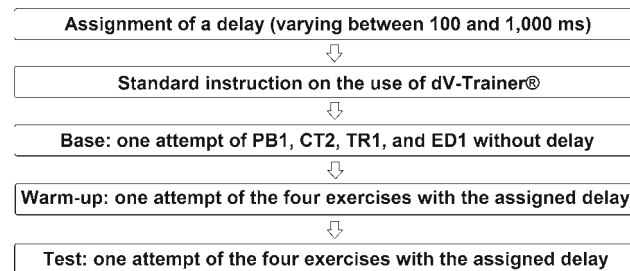 Assignment of a delay (varying between 100 and 1,000 ms)
Standard instruction on the use of dV-Trainer®
Base: one attempt of PB1, CT2, TR1, and ED1 without delay
Warm-up: one attempt of the four exercises with the assigned delay
Test: one attempt of the four exercises with the assigned delay